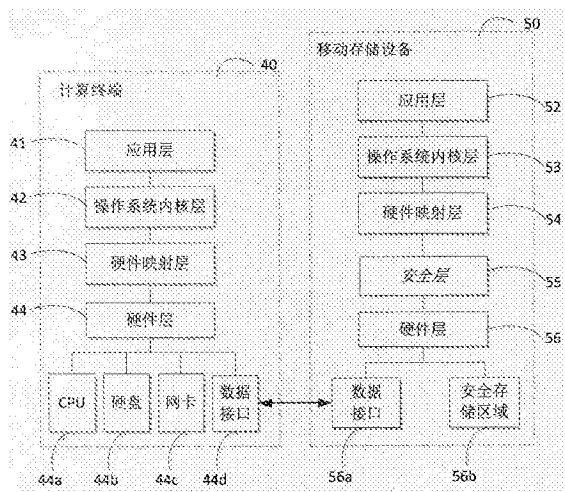 50
移动存储设备
40
计算终端
应用层
52
41
应用层
操作系统内核层
53
42
操作系统内核层
硬件映射层
54
43
硬件映射层
安全层
55
44
硬件层
硬件层
56
CPU
硬盘
网卡
数据
接口
数据
接口
安全存
储区域
44a
44b
44c
44d
56a
56b